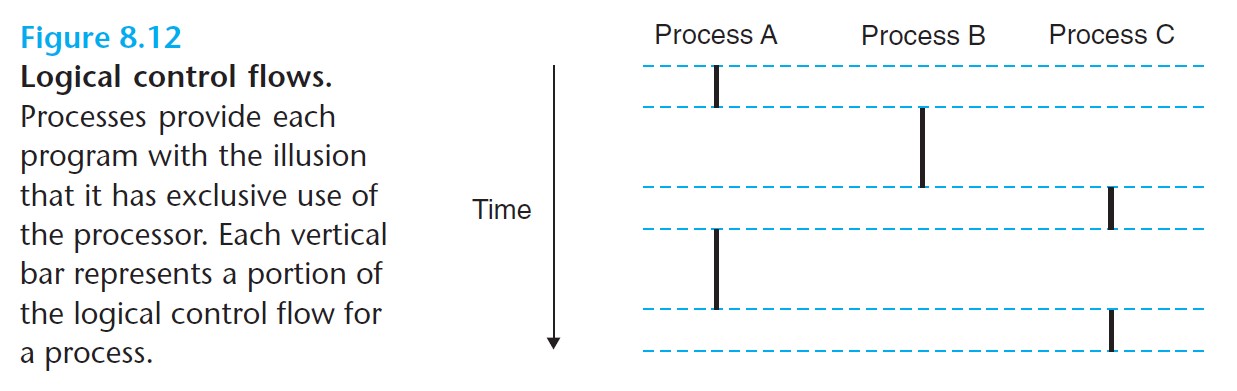 Figure 8.12
Logical control flows.
Processes provide each
program with the illusion
that it has exclusive use of
the processor. Each vertical
bar represents a portion of
the logical control flow for
a process.
Time
Process A Process B Process C